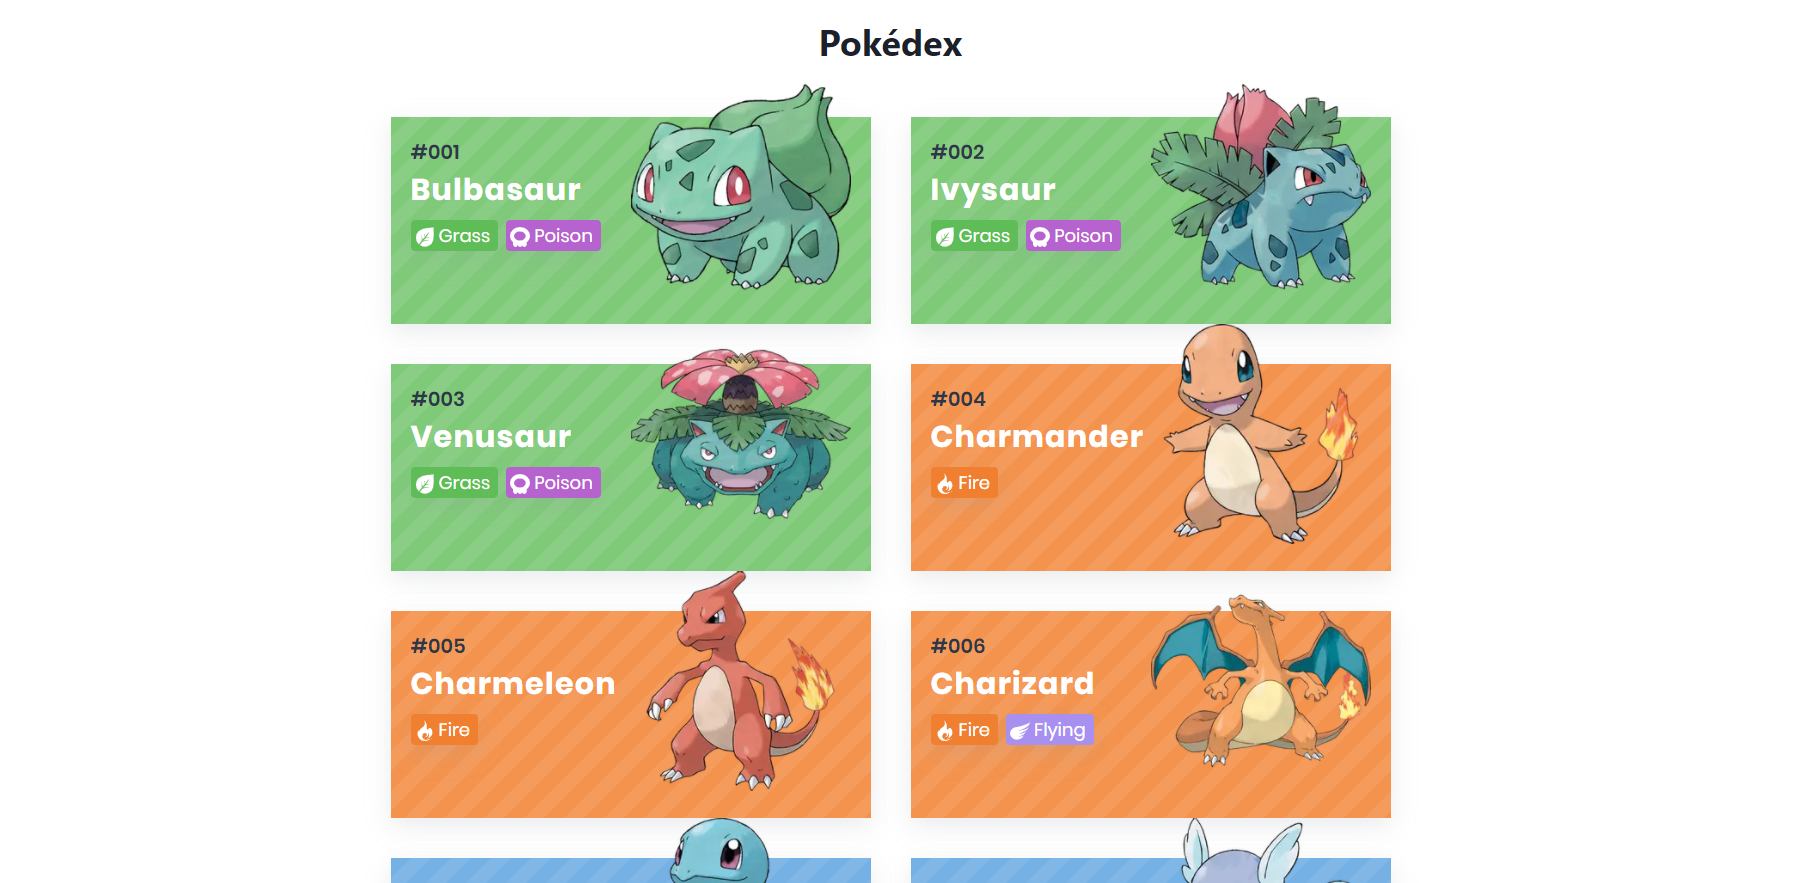 Pokédex
#001
Bulbasaur
Grass Poison
#002
Ivysaur
Grass Poison
#003
Venusaur
Grass Poison
#004
Charmander
Fire
#005
Charmeleon
Fire
#006
Charizard
Fire Flying